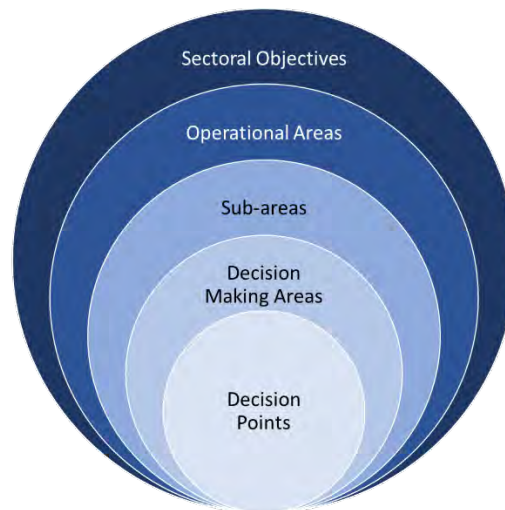 Sectoral Objectives
Operational Areas
Sub-areas
Decision
Making Areas
Decision
Points